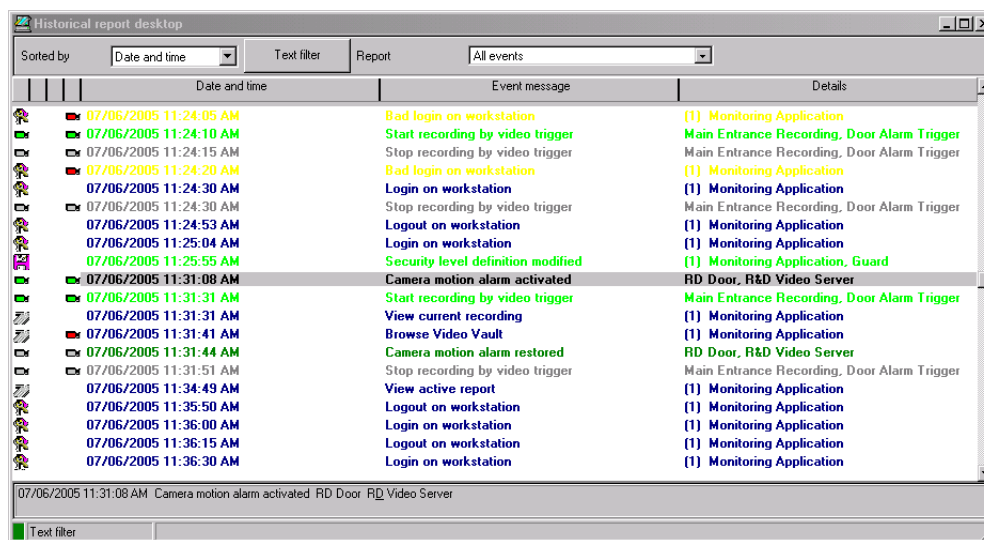 Historical report desktop
Sorted by Date and time Text filter Report All events
Date and time Event message Details
07/06/2005 11:24:05 AM Bad login on workstation (1) Monitoring Application
07/06/2005 11:24:10 AM Start recording by video trigger Main Entrance Recording, Door Alarm Trigger
07/06/2005 11:24:15 AM Stop recording by video trigger Main Entrance Recording, Door Alarm Trigger
07/06/2005 11:24:20 AM Bad login on workstation (1) Monitoring Application
07/06/2005 11:24:30 AM Login on workstation (1) Monitoring Application
07/06/2005 11:24:30 AM Stop recording by video trigger Main Entrance Recording, Door Alarm Trigger
07/06/2005 11:24:53 AM Logout on workstation (1) Monitoring Application
07/06/2005 11:25:04 AM Login on workstation (1) Monitoring Application
07/06/2005 11:25:55 AM Security level definition modified (1) Monitoring Application, Guard
07/06/2005 11:31:08 AM Camera motion alarm activated RD Door, R&D Video Server
07/06/2005 11:31:31 AM Start recording by video trigger Main Entrance Recording, Door Alarm Trigger
07/06/2005 11:31:31 AM View current recording (1) Monitoring Application
07/06/2005 11:31:41 AM Browse Video Vault (1) Monitoring Application
07/06/2005 11:31:44 AM Camera motion alarm restored RD Door, R&D Video Server
07/06/2005 11:31:51 AM Stop recording by video trigger Main Entrance Recording, Door Alarm Trigger
07/06/2005 11:34:49 AM View active report (1) Monitoring Application
07/06/2005 11:35:50 AM Logout on workstation (1) Monitoring Application
07/06/2005 11:36:00 AM Login on workstation (1) Monitoring Application
07/06/2005 11:36:15 AM Logout on workstation (1) Monitoring Application
07/06/2005 11:36:30 AM Login on workstation (1) Monitoring Application
07/06/2005 11:31:08 AM Camera motion alarm activated RD Door RD Video Server
Text filter